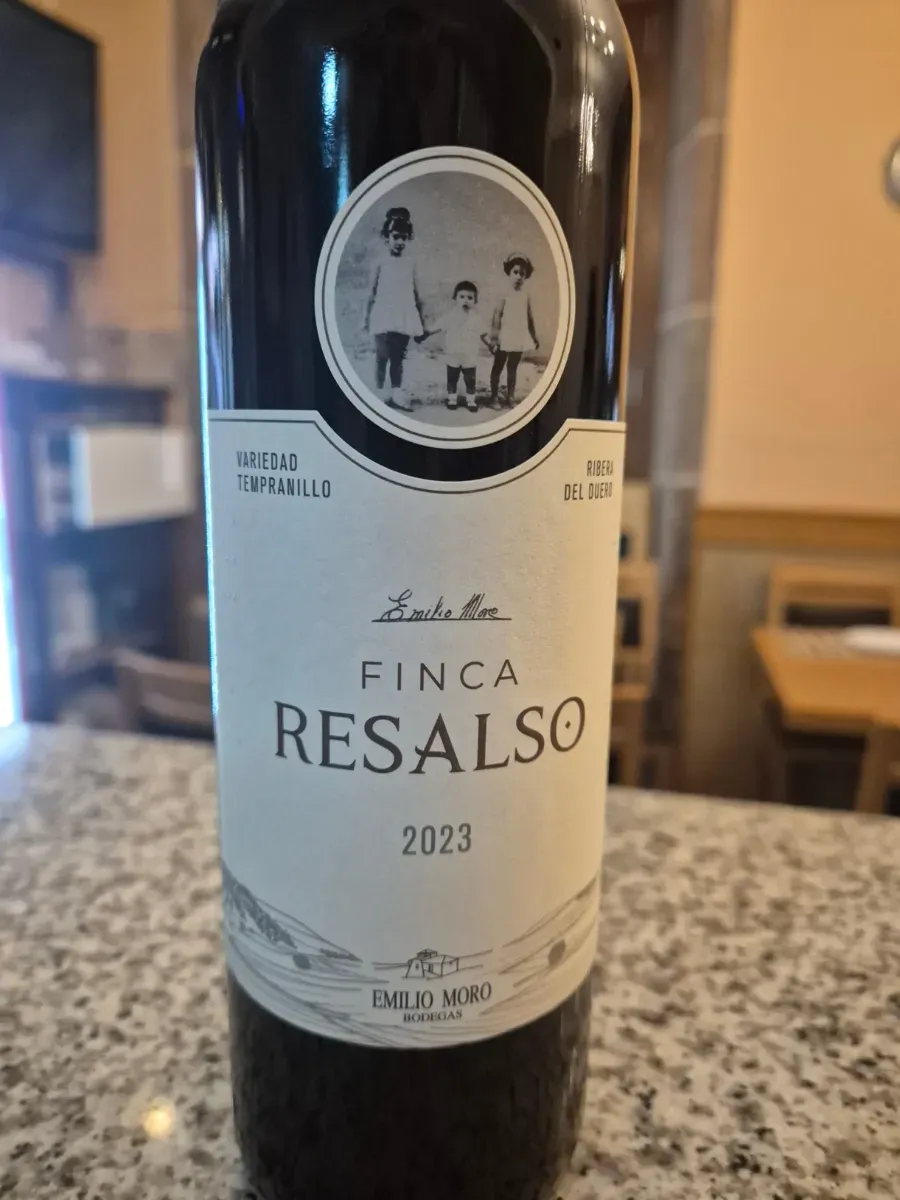 VARIEDAD
TEMPRANILLO
RIBERA
DEL DUERO
Emilio Moro
FINCA
RESALSO
2023
EMILIO MORO
BODEGAS